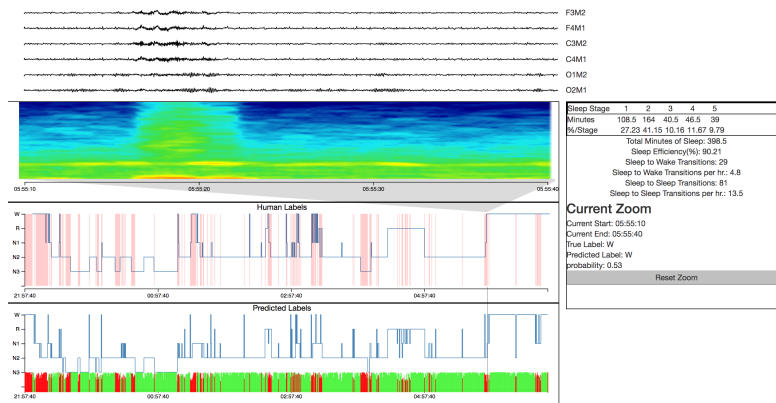 F3M2
F4M1
C3M2
C4M1
O1M2
O2M1
05:55:10 05:55:20 05:55:30 05:55:40
Sleep Stage 1 2 3 4 5
Minutes 108.5 164 40.5 46.5 39
%/Stage 27.23 41.15 10.16 11.67 9.79
Total Minutes of Sleep: 398.5
Sleep Efficiency(%): 90.21
Sleep to Wake Transitions: 29
Sleep to Wake Transitions per hr.: 4.8
Sleep to Sleep Transitions: 81
Sleep to Sleep Transitions per hr.: 13.5
Current Zoom
Current Start: 05:55:10
Current End: 05:55:40
True Label: W
Predicted Label: W
probability: 0.53
Reset Zoom
Human Labels
W
R
N1
N2
N3
21:57:40 00:57:40 02:57:40 04:57:40
Predicted Labels
W
R
N1
N2
N3
21:57:40 00:57:40 02:57:40 04:57:40